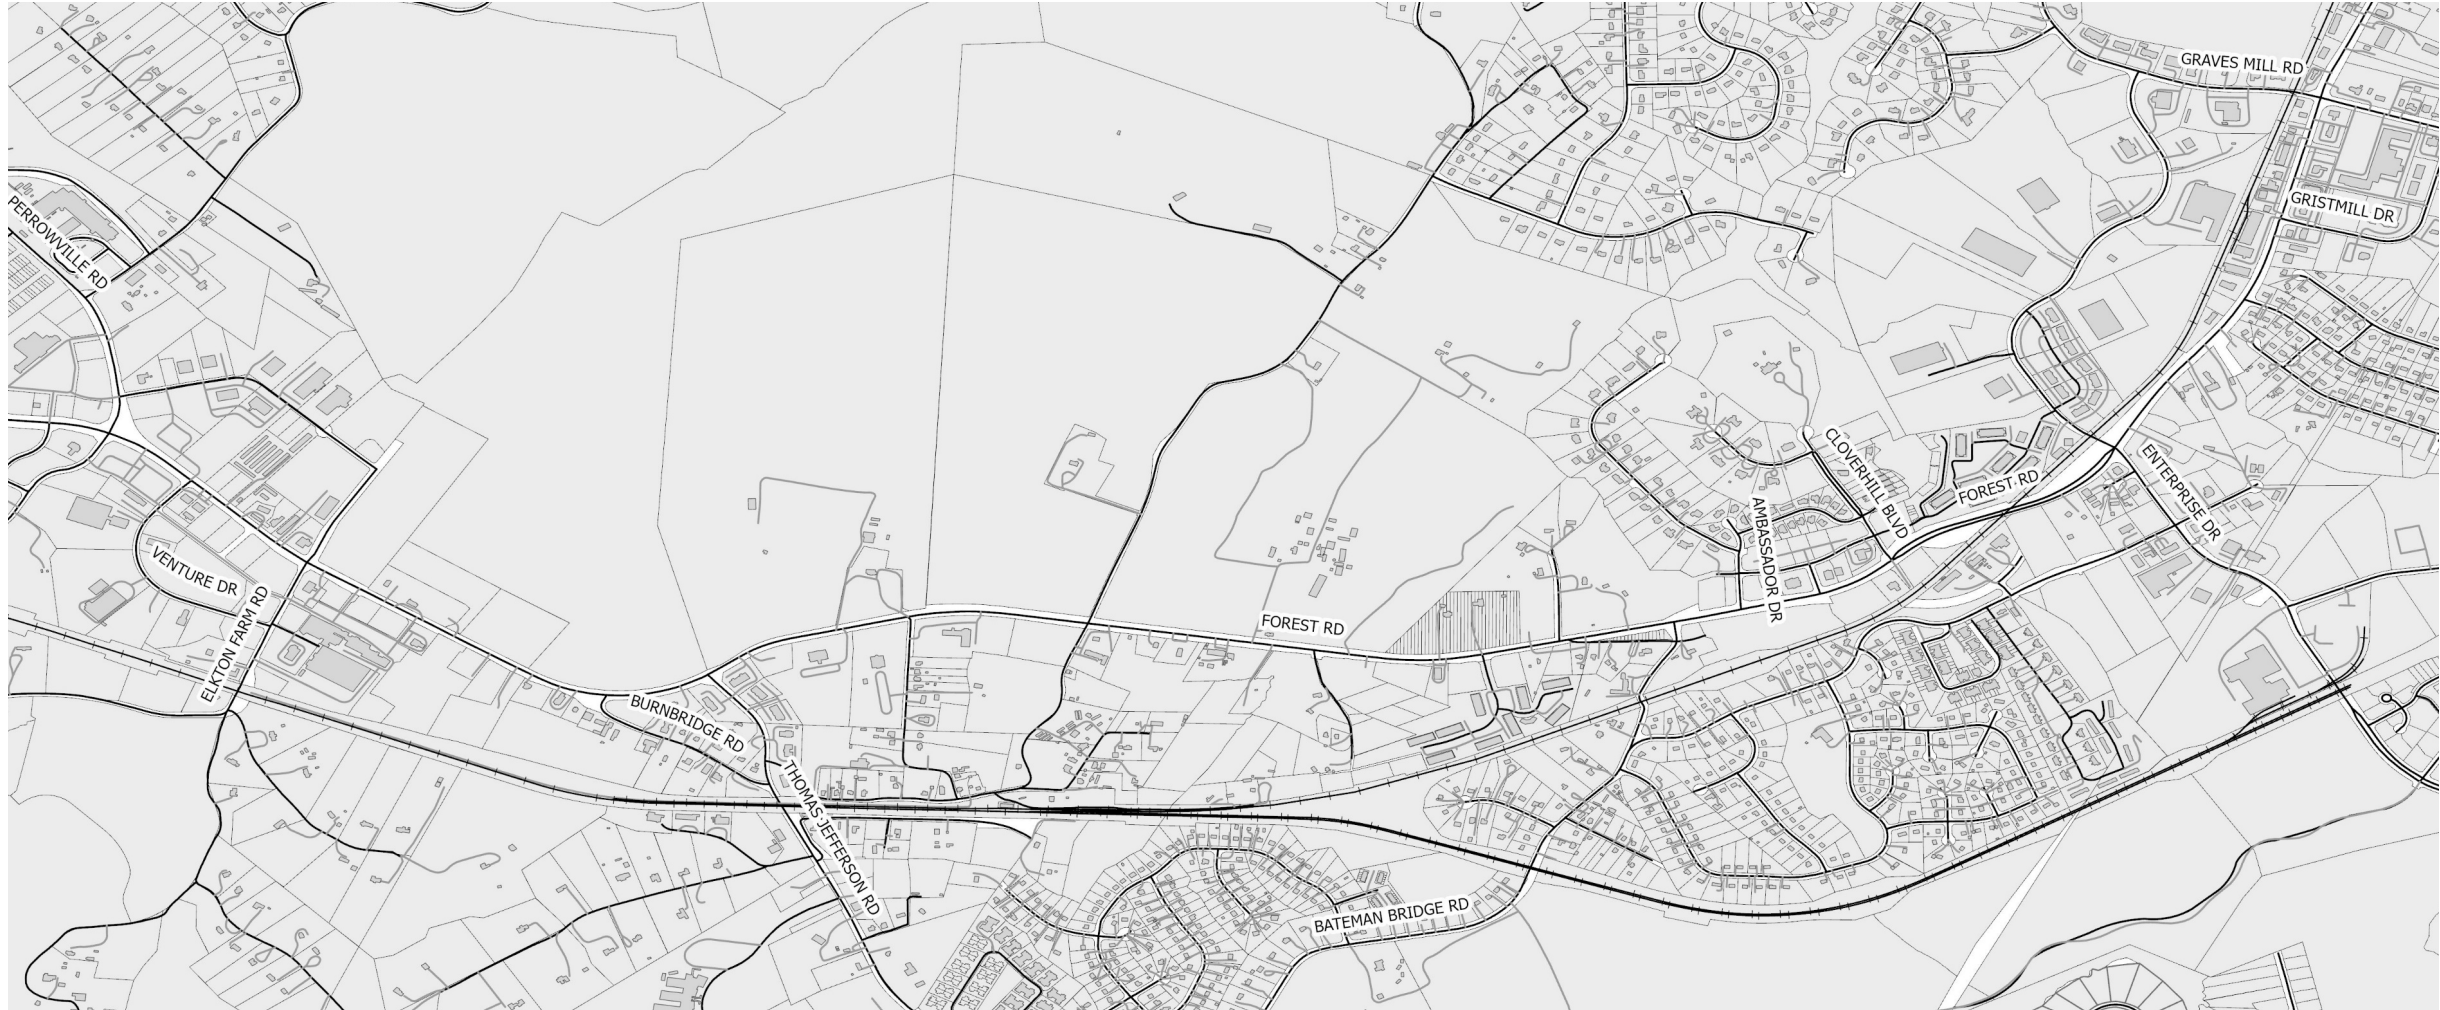 GRAVES MILL RD
GRISTMILL DR
PERROWVILLE RD
CLOVERHILL BLVD
ENTERPRISE DR
FOREST RD
AMBASSADOR DR
VENTURE DR
ELKTON FARM RD
FOREST RD
BURNBRIDGE RD
THOMAS JEFFERSON RD
BATEMAN BRIDGE RD